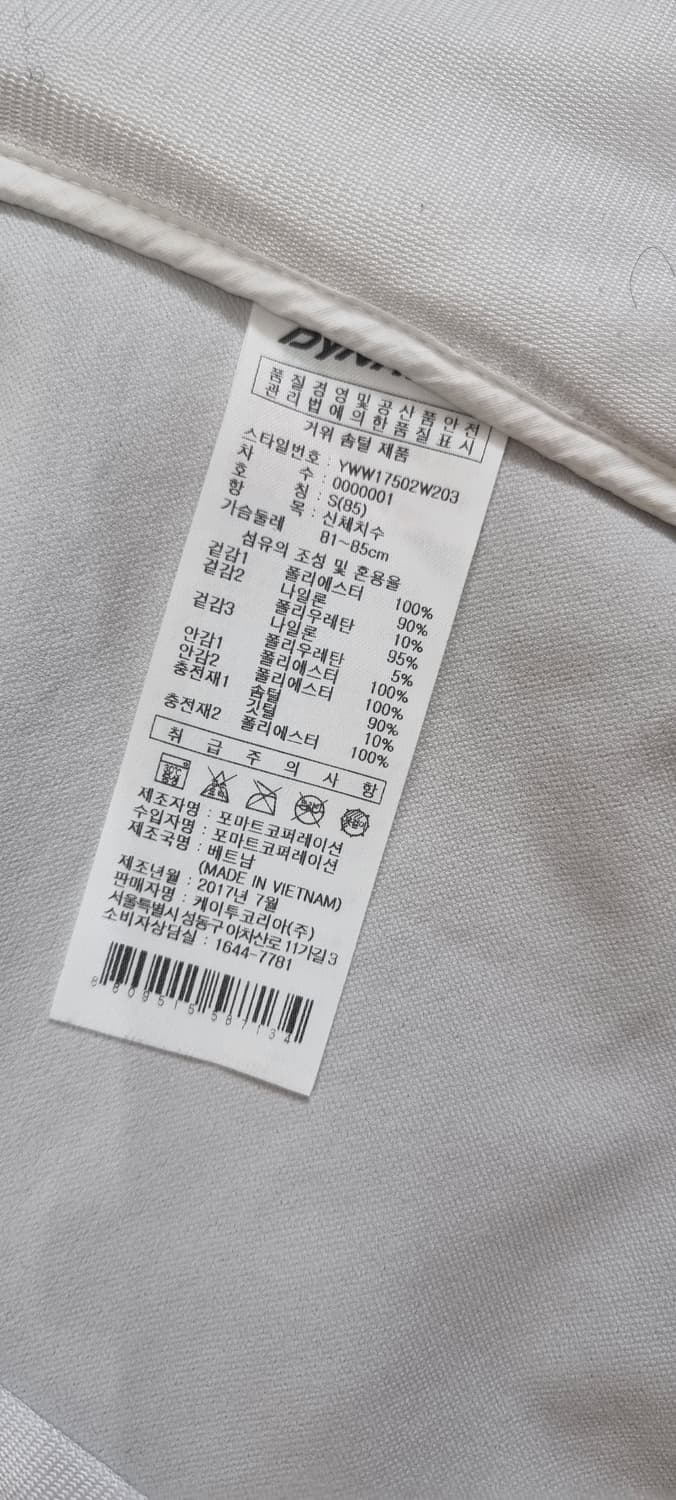 품질경영및공산품안전
관리법에의한품질표시
거위 솜털 제품
스타일번호 : YWW17502W203
차 수 : 0000001
호 칭 : S(85)
항 목 : 신체치수
가슴둘레 81~85cm
섬유의 조성 및 혼용율
겉감1 폴리에스터 100%
겉감2 나일론 90%
폴리우레탄 10%
겉감3 나일론 95%
폴리우레탄 5%
안감1 폴리에스터 100%
안감2 폴리에스터 100%
충전재1 솜털 90%
깃털 10%
충전재2 폴리에스터 100%
취 급 주 의 사 항
30℃
중성
제조자명 : 포마트코퍼레이션
수입자명 : 포마트코퍼레이션
제조국명 : 베트남
(MADE IN VIETNAM)
제조년월 : 2017년 7월
판매자명 : 케이투코리아(주)
서울특별시 성동구 아차산로 11가길 3
소비자상담실 : 1644-7781